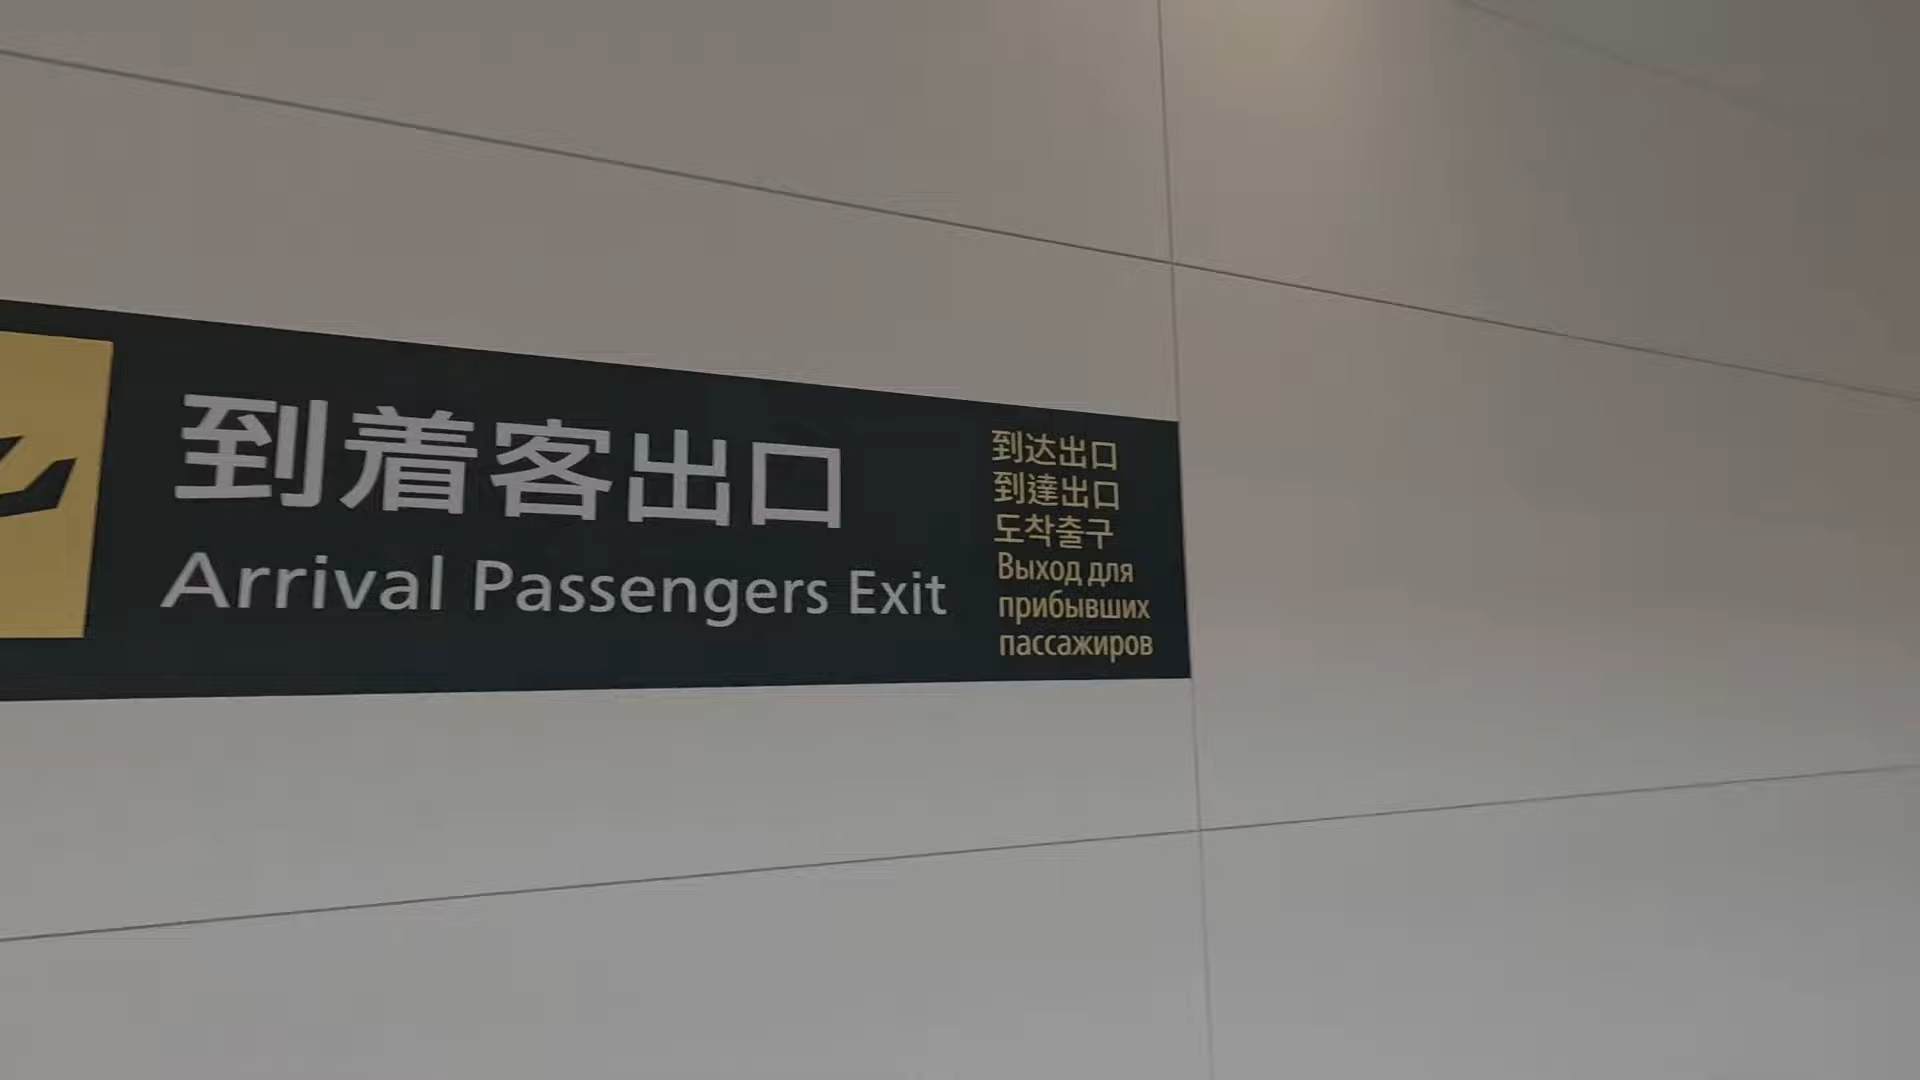 到着客出口
Arrival Passengers Exit
到达出口
到達出口
도착출구
Выход для
прибывших
пассажиров